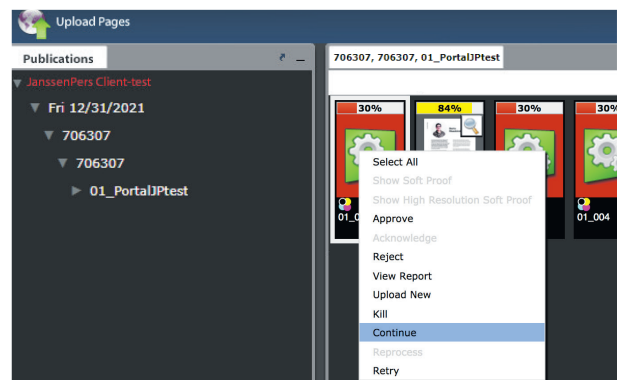 Upload Pages
Publications
706307, 706307, 01_PortalJPtest
JanssenPers Client-test
Fri 12/31/2021
706307
706307
01_PortalJPtest
30% 84% 30% 30%
01_0 01_004
Select All
Show Soft Proof
Show High Resolution Soft Proof
Approve
Acknowledge
Reject
View Report
Upload New
Kill
Continue
Reprocess
Retry